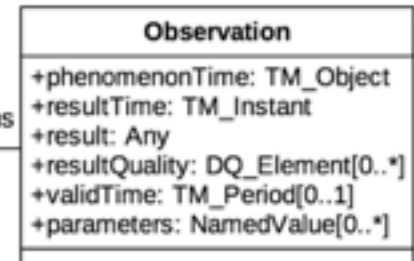 Observation
+phenomenonTime: TM_Object
+resultTime: TM_Instant
+result: Any
+resultQuality: DQ_Element[0..*]
+validTime: TM_Period[0..1]
+parameters: NamedValue[0..*]